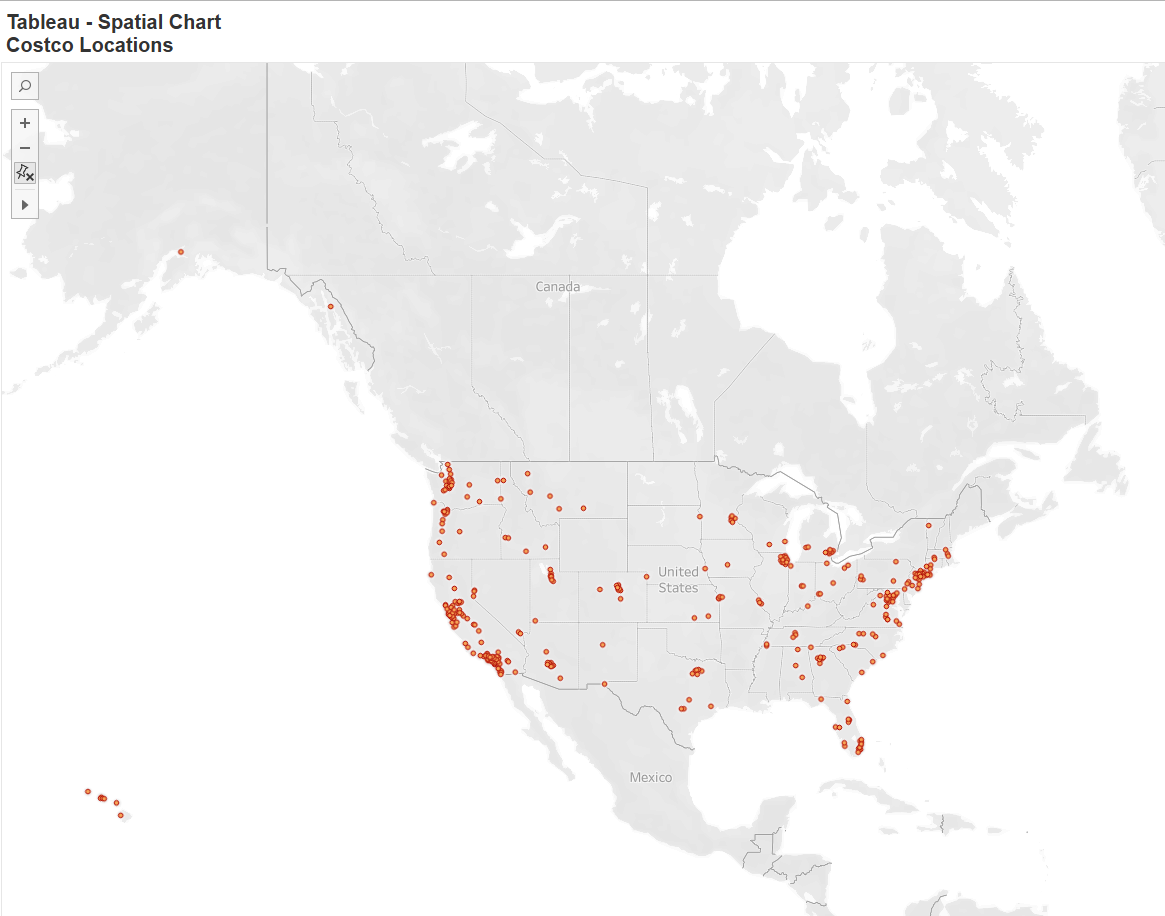 Tableau - Spatial Chart
Costco Locations
Canada
United
States
Mexico